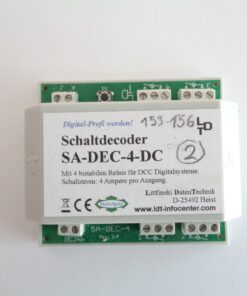 Digital-Profi werden!
153-156
Schaltdecoder
SA-DEC-4-DC
2
Mit 4 bistabilen Relais für DCC Digitalsysteme.
Schaltstrom: 4 Ampere pro Ausgang.
Littfinski DatenTechnik
D-25492 Heist
www.ldt-infocenter.com
SA-DEC-4